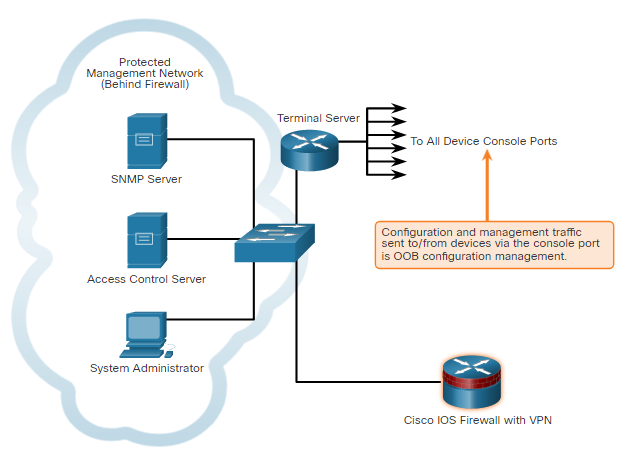 Protected
Management Network
(Behind Firewall)
Terminal Server
To All Device Console Ports
SNMP Server
Configuration and management traffic
sent to/from devices via the console port
is OOB configuration management.
Access Control Server
System Administrator
Cisco IOS Firewall with VPN